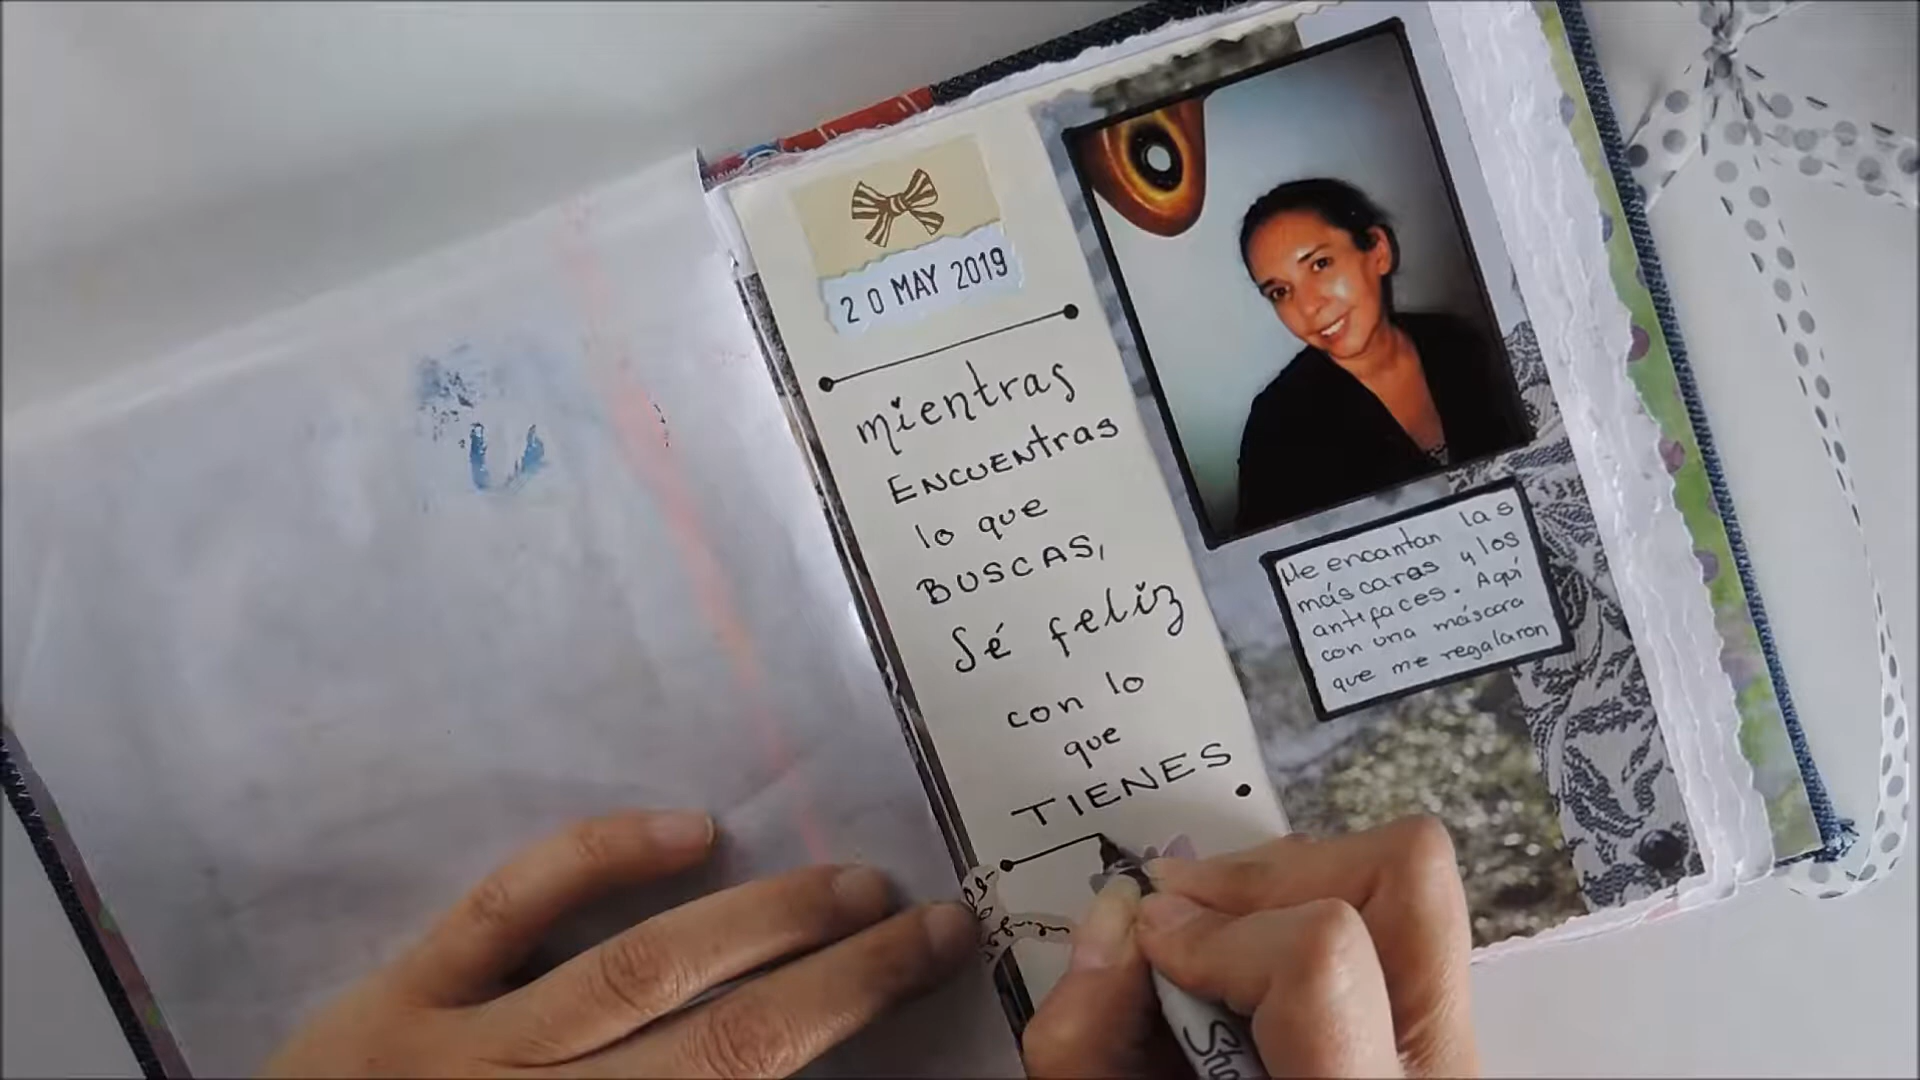 20 MAY 2019
mientras
ENCUENtras
lo que
BUSCAS,
Sé feliz
con lo
que
TIENES
Me encantan las
máscaras y los
antifaces. Aquí
con una máscara
que me regalaron